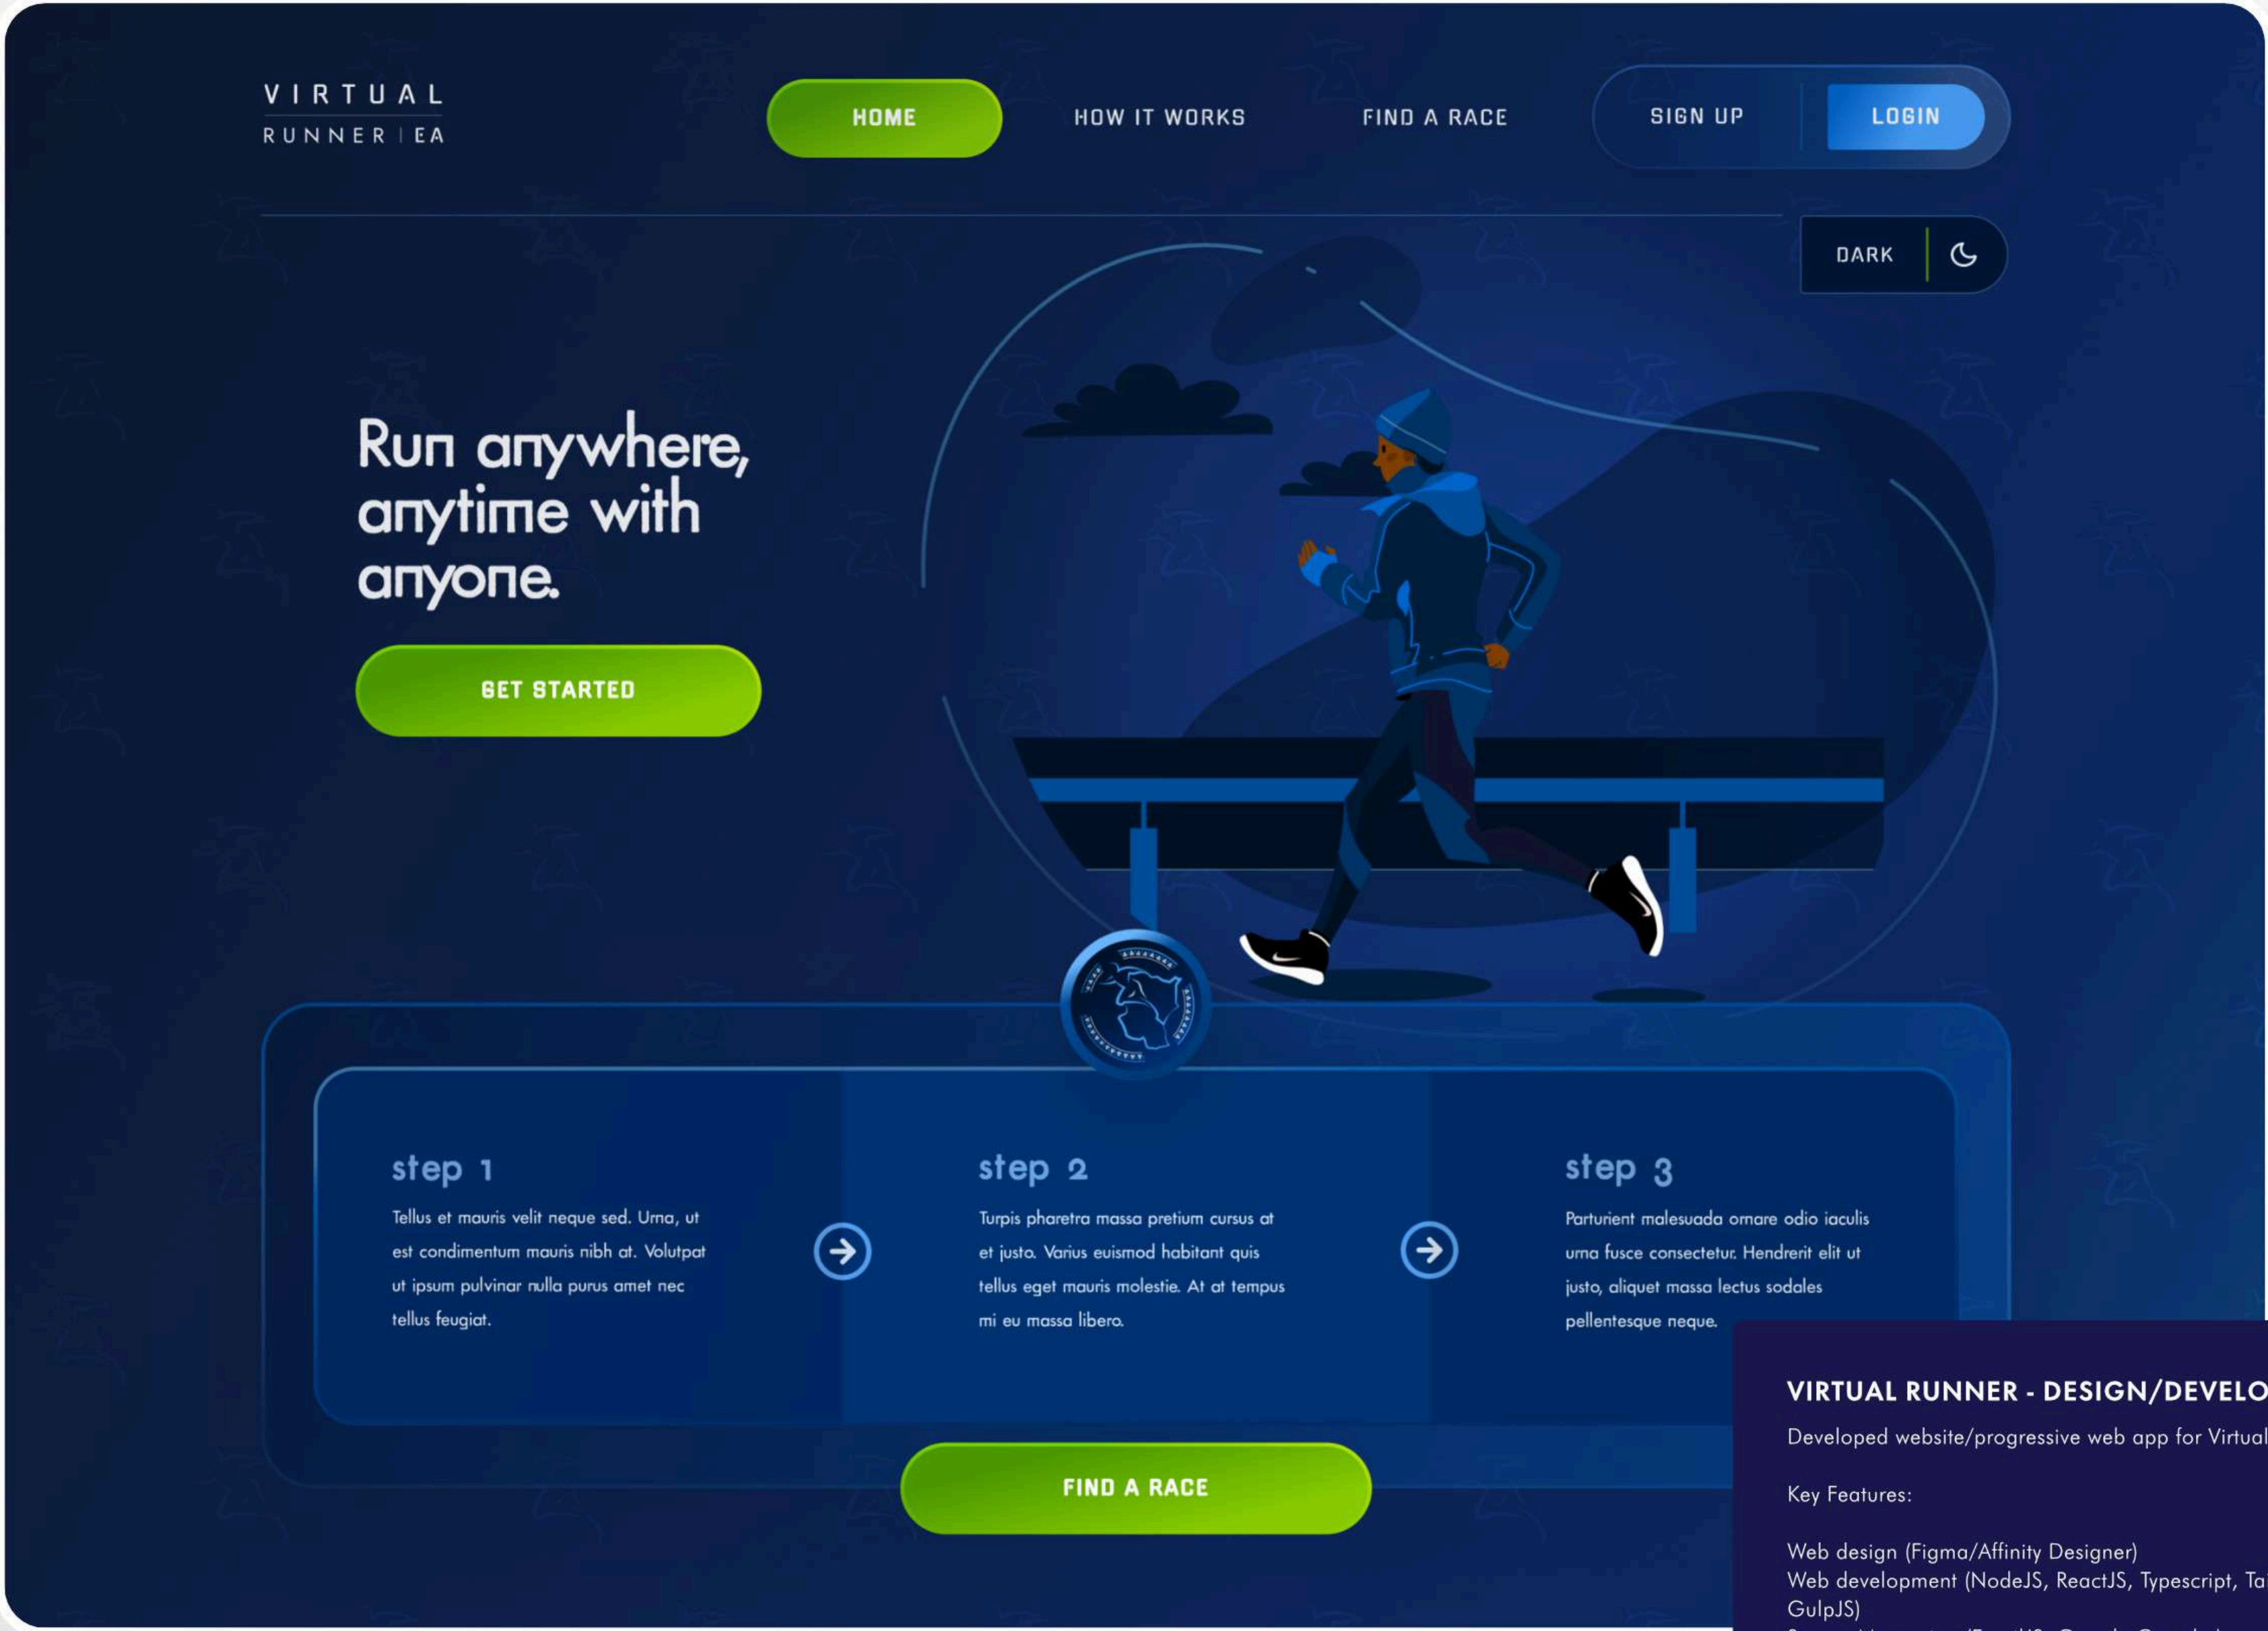 VIRTUAL
RUNNER | EA
HOME
HOW IT WORKS
FIND A RACE
SIGN UP
LOGIN
DARK
Run anywhere,
anytime with
anyone.
GET STARTED
step 1
Tellus et mauris velit neque sed. Urna, ut
est condimentum mauris nibh at. Volutpat
ut ipsum pulvinar nulla purus amet nec
tellus feugiat.
step 2
Turpis pharetra massa pretium cursus at
et justo. Varius euismod habitant quis
tellus eget mauris molestie. At at tempus
mi eu massa libero.
step 3
Parturient malesuada ornare odio iaculis
urna fusce consectetur. Hendrerit elit ut
justo, aliquet massa lectus sodales
pellentesque neque.
FIND A RACE
VIRTUAL RUNNER - DESIGN/DEVELO
Developed website/progressive web app for Virtual
Key Features:
Web design (Figma/Affinity Designer)
Web development (NodeJS, ReactJS, Typescript, Ta
GulpJS)